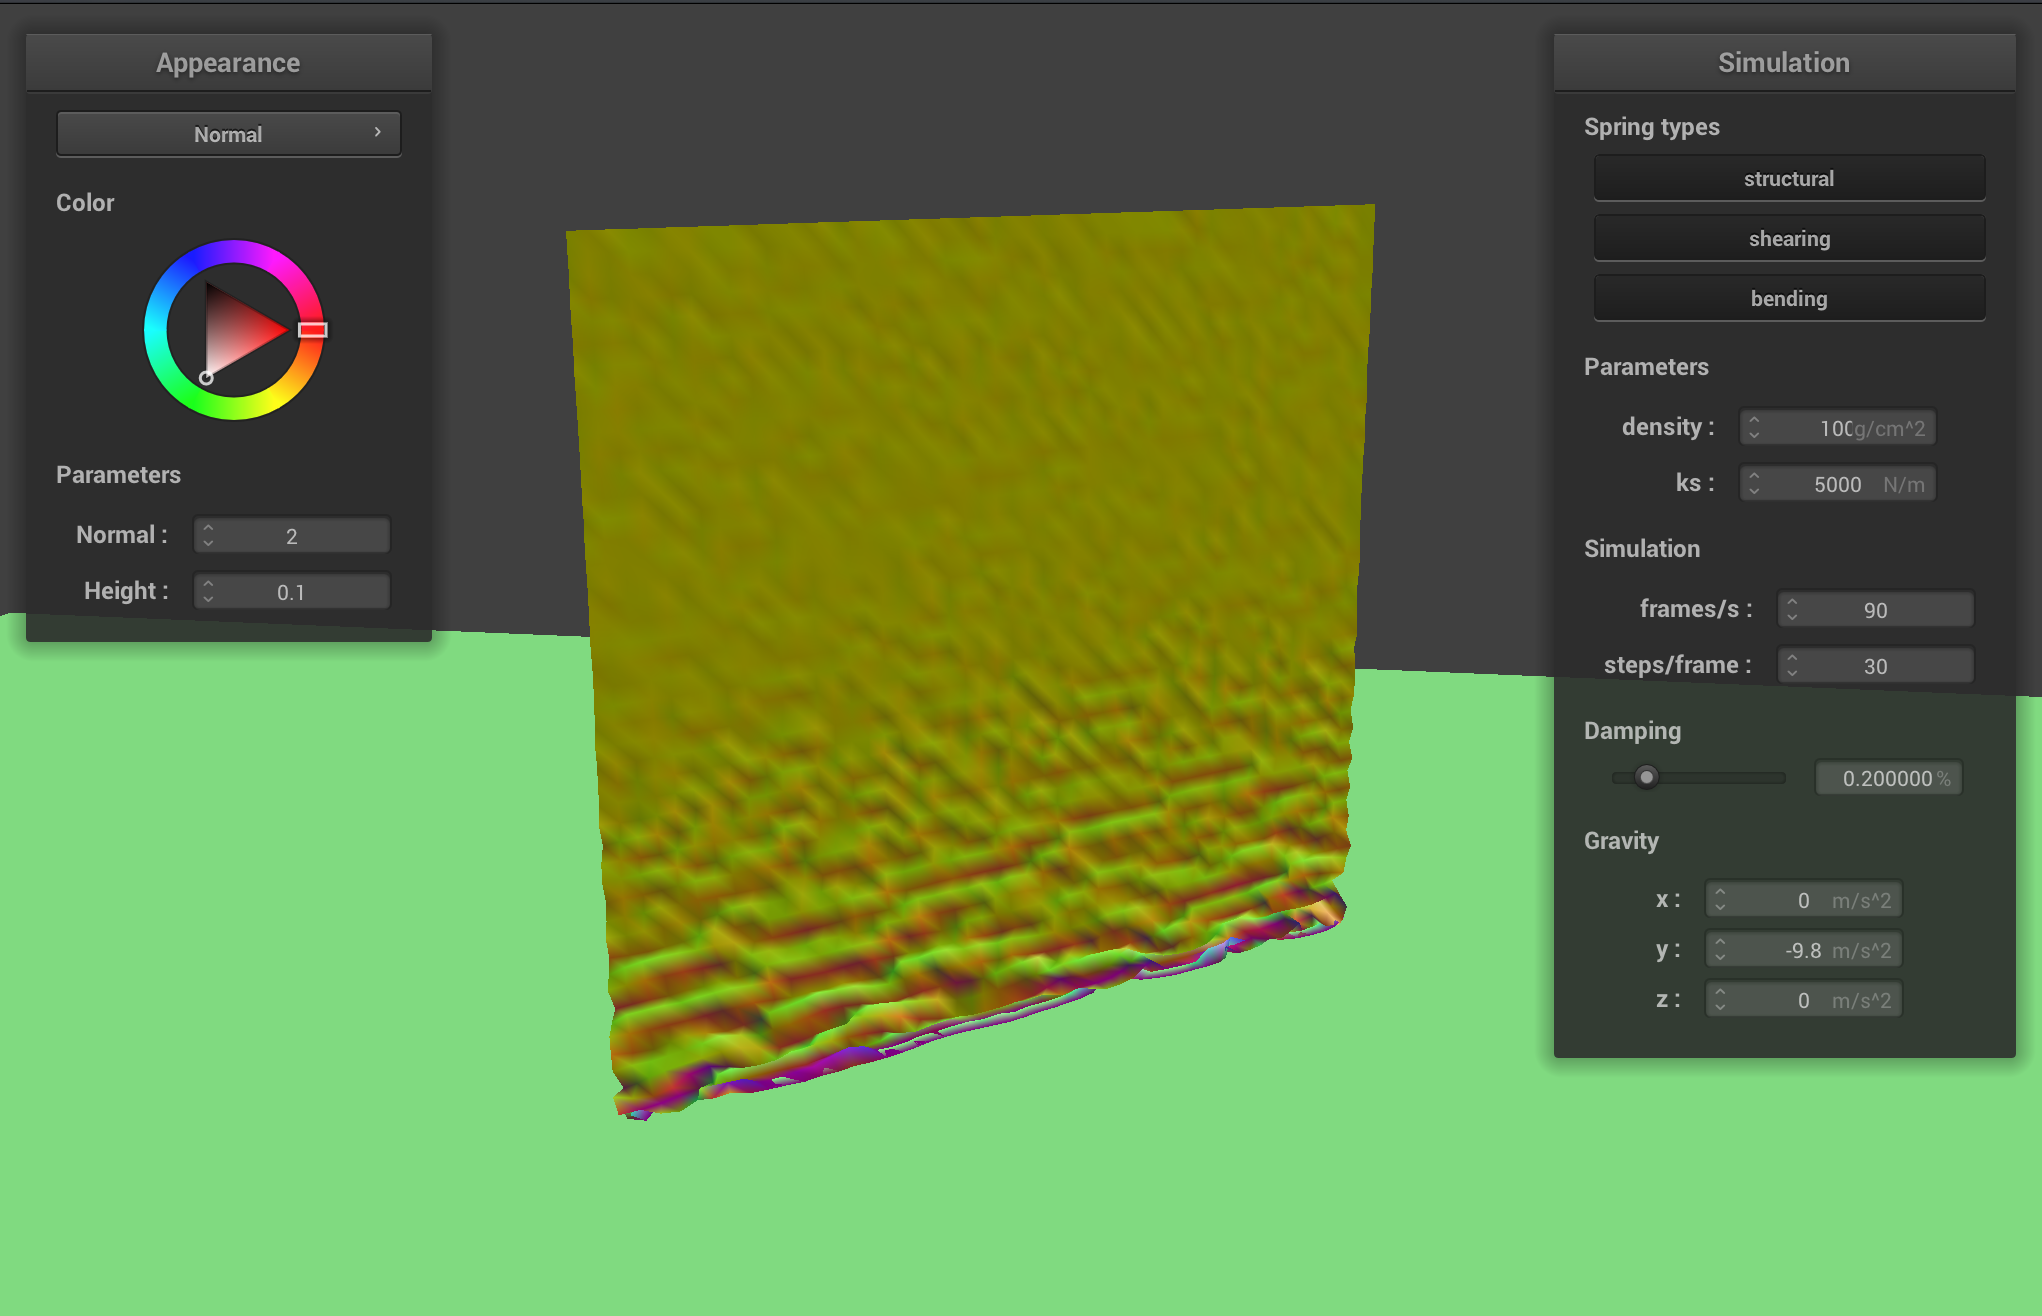 Appearance
Normal
Color
Parameters
Normal : 2
Height : 0.1
Simulation
Spring types
structural
shearing
bending
Parameters
density : 100 g/cm^2
ks : 5000 N/m
Simulation
frames/s : 90
steps/frame : 30
Damping
0.200000 %
Gravity
x : 0 m/s^2
y : -9.8 m/s^2
z : 0 m/s^2